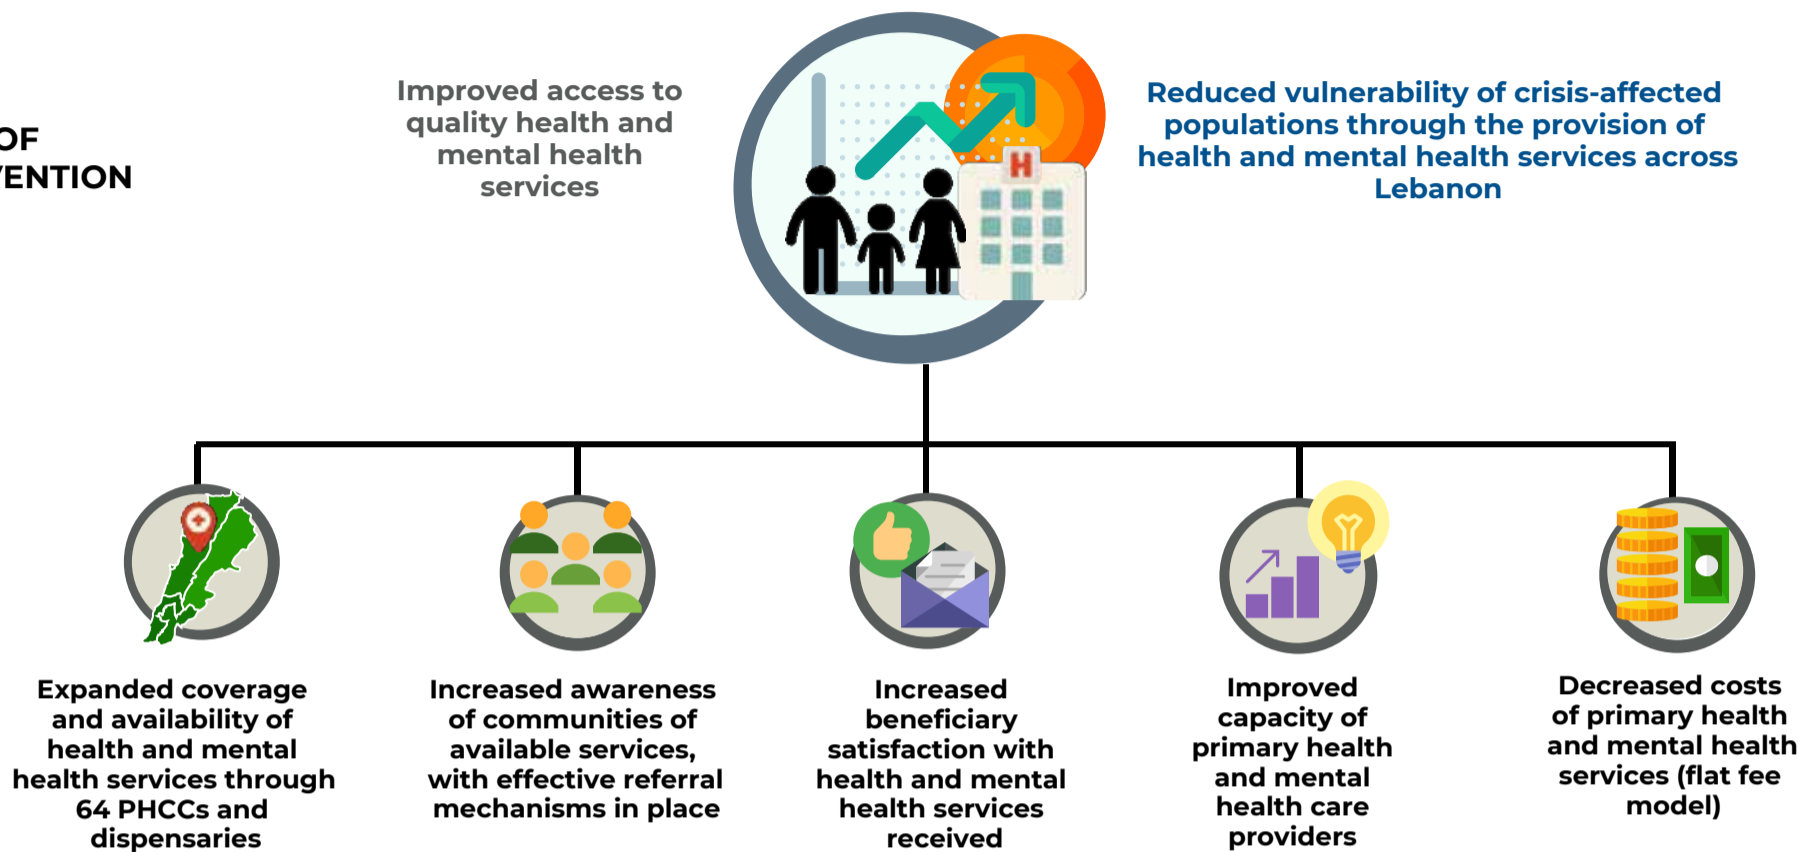 OF
Improved access to
quality health and
mental health
services
Reduced vulnerability of crisis-affected
populations through the provision of
health and mental health services across
Lebanon
H
Expanded coverage
and availability of
health and mental
health services through
64 PHCCs and
dispensaries
Increased awareness
of communities of
available services,
with effective referral
mechanisms in place
Increased
beneficiary
satisfaction with
health and mental
health services
received
Improved
capacity of
primary health
and mental
health care
providers
Decreased costs
of primary health
and mental health
services (flat fee
model)